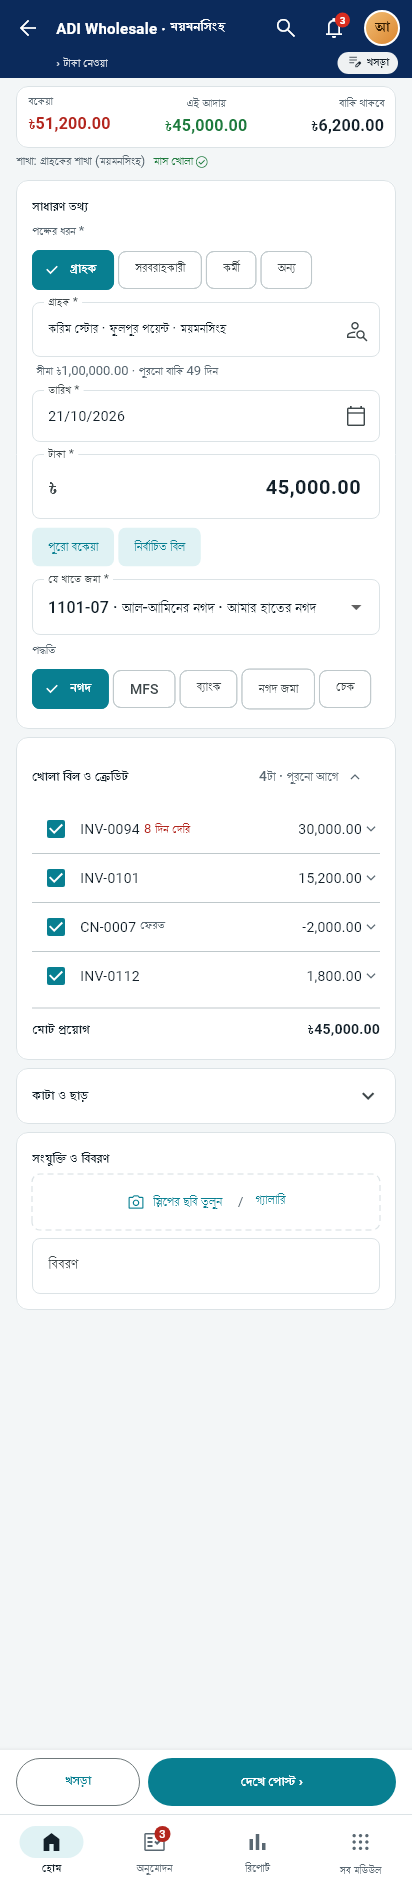 ADI Wholesale · ময়মনসিংহ
3
আ
› টাকা নেওয়া
খসড়া
বকেয়া
এই আদায়
বাকি থাকবে
৳51,200.00
৳45,000.00
৳6,200.00
শাখা: গ্রাহকের শাখা (ময়মনসিংহ) মাস খোলা
সাধারণ তথ্য
পক্ষের ধরন *
গ্রাহক
সরবরাহকারী
কর্মী
অন্য
গ্রাহক *
করিম স্টোর · ফুলপুর পয়েন্ট · ময়মনসিংহ
সীমা ৳1,00,000.00 · পুরনো বাকি 49 দিন
তারিখ *
21/10/2026
টাকা *
৳ 45,000.00
পুরো বকেয়া
নির্বাচিত বিল
যে খাতে জমা *
1101-07 · আল-আমিনের নগদ · আমার হাতের নগদ
পদ্ধতি
নগদ
MFS
ব্যাংক
নগদ জমা
চেক
খোলা বিল ও ক্রেডিট
4টা · পুরনো আগে
INV-0094 8 দিন দেরি 30,000.00
INV-0101 15,200.00
CN-0007 ফেরত -2,000.00
INV-0112 1,800.00
মোট প্রয়োগ ৳45,000.00
কাটা ও ছাড়
সংযুক্তি ও বিবরণ
স্লিপের ছবি তুলুন / গ্যালারি
বিবরণ
খসড়া
দেখে পোস্ট ›
3
হোম
অনুমোদন
রিপোর্ট
সব মডিউল